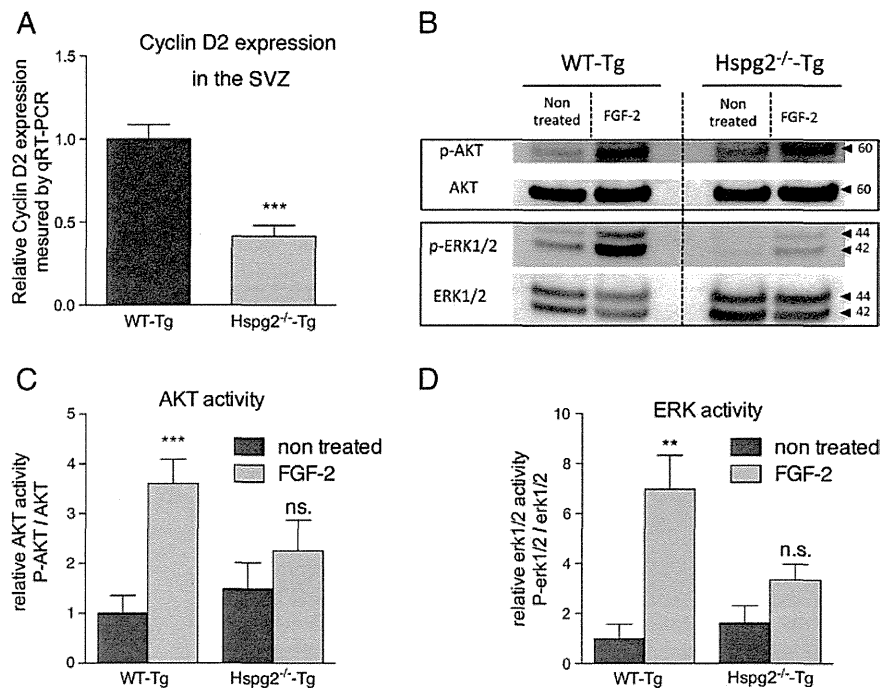 A
Cyclin D2 expression
in the SVZ
Relative Cyclin D2 expression
mesured by qRT-PCR
1.5
1.0
0.5
0.0
***
WT-Tg
Hspg2-/--Tg
B
WT-Tg
Hspg2-/--Tg
Non
treated
FGF-2
Non
treated
FGF-2
p-AKT
60
AKT
60
p-ERK1/2
44
42
ERK1/2
44
42
C
AKT activity
relative AKT activity
P-AKT / AKT
5
4
3
2
1
0
***
ns.
non treated
FGF-2
WT-Tg
Hspg2-/--Tg
D
ERK activity
relative erk1/2 activity
P-erk1/2 / erk1/2
10
8
6
4
2
0
**
n.s.
non treated
FGF-2
WT-Tg
Hspg2-/--Tg